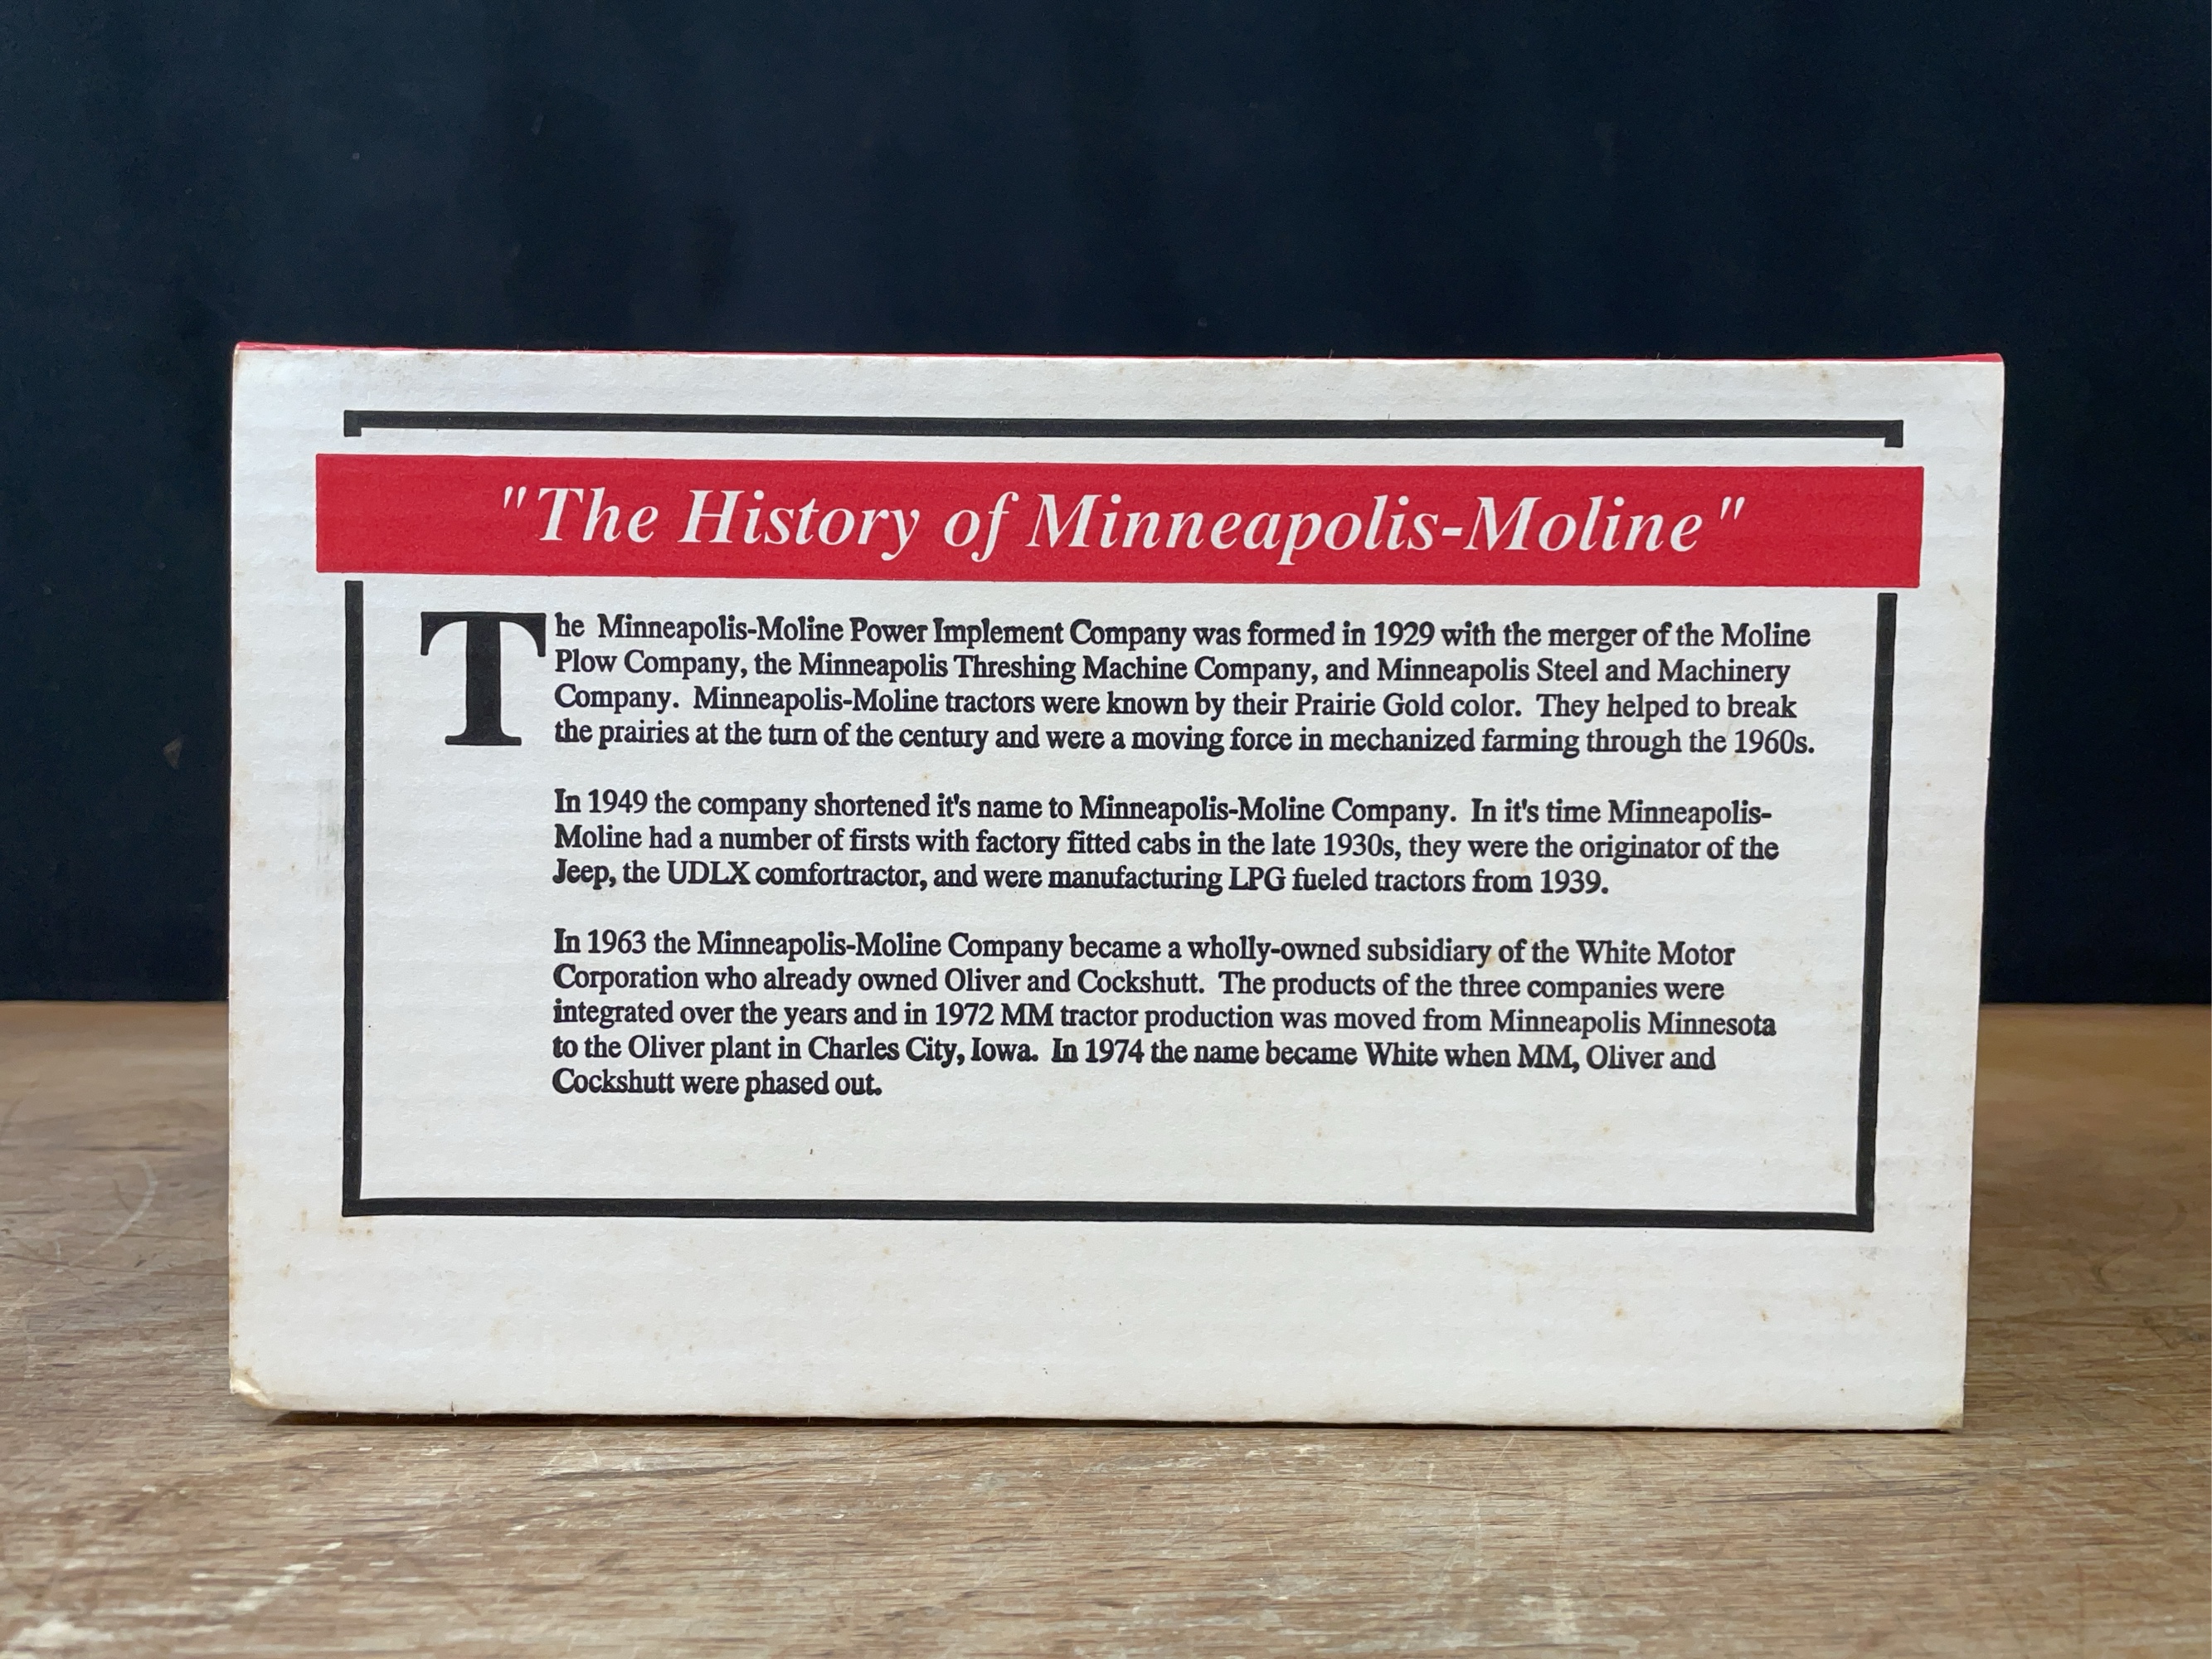 "The History of Minneapolis-Moline"
The Minneapolis-Moline Power Implement Company was formed in 1929 with the merger of the Moline
Plow Company, the Minneapolis Threshing Machine Company, and Minneapolis Steel and Machinery
Company. Minneapolis-Moline tractors were known by their Prairie Gold color. They helped to break
the prairies at the turn of the century and were a moving force in mechanized farming through the 1960s.
In 1949 the company shortened it's name to Minneapolis-Moline Company. In it's time Minneapolis-
Moline had a number of firsts with factory fitted cabs in the late 1930s, they were the originator of the
Jeep, the UDLX comfortractor, and were manufacturing LPG fueled tractors from 1939.
In 1963 the Minneapolis-Moline Company became a wholly-owned subsidiary of the White Motor
Corporation who already owned Oliver and Cockshutt. The products of the three companies were
integrated over the years and in 1972 MM tractor production was moved from Minneapolis Minnesota
to the Oliver plant in Charles City, Iowa. In 1974 the name became White when MM, Oliver and
Cockshutt were phased out.